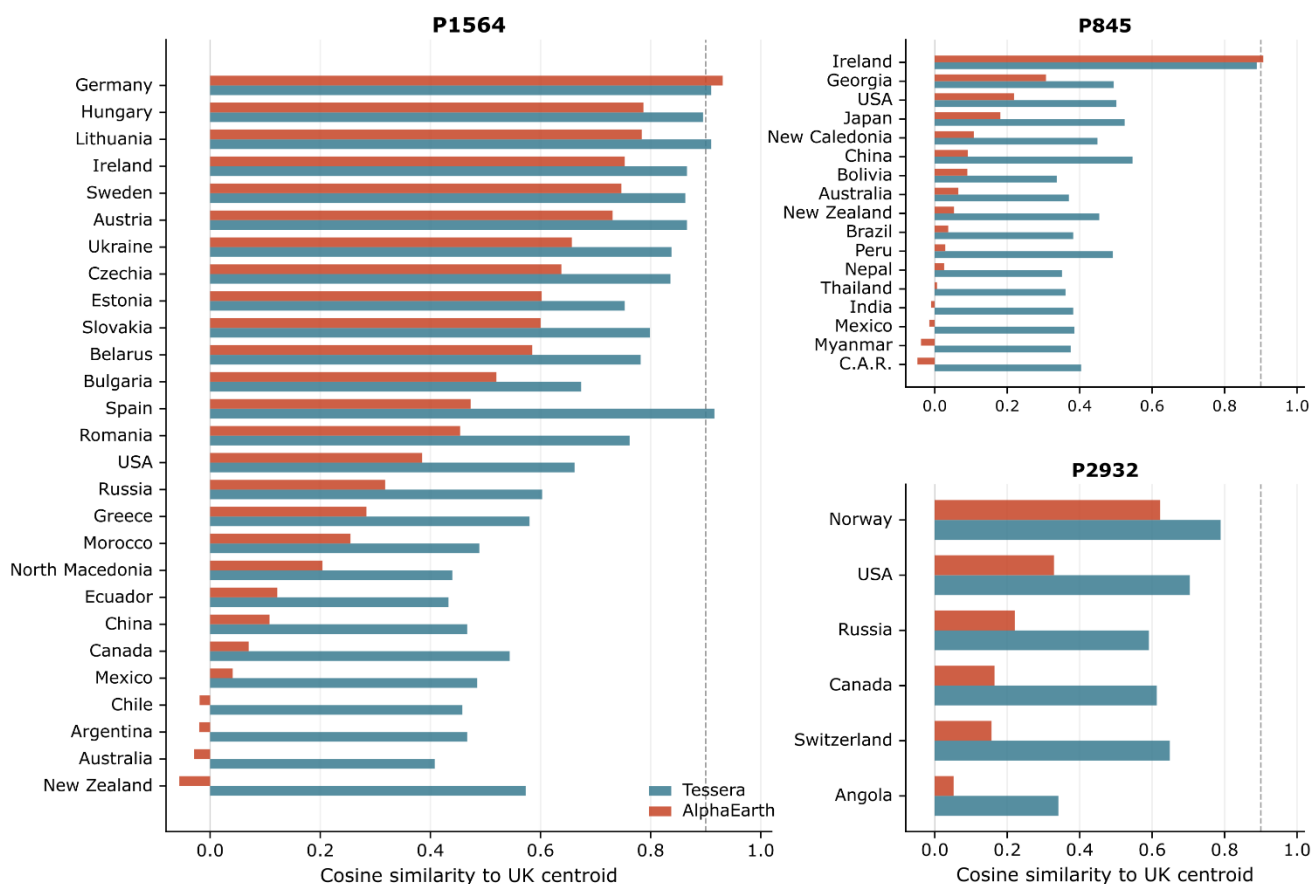 P1564
Germany
Hungary
Lithuania
Ireland
Sweden
Austria
Ukraine
Czechia
Estonia
Slovakia
Belarus
Bulgaria
Spain
Romania
USA
Russia
Greece
Morocco
North Macedonia
Ecuador
China
Canada
Mexico
Chile
Argentina
Australia
New Zealand
Tessera
AlphaEarth
0.0 0.2 0.4 0.6 0.8 1.0
Cosine similarity to UK centroid
P845
Ireland
Georgia
USA
Japan
New Caledonia
China
Bolivia
Australia
New Zealand
Brazil
Peru
Nepal
Thailand
India
Mexico
Myanmar
C.A.R.
0.0 0.2 0.4 0.6 0.8 1.0
P2932
Norway
USA
Russia
Canada
Switzerland
Angola
0.0 0.2 0.4 0.6 0.8 1.0
Cosine similarity to UK centroid